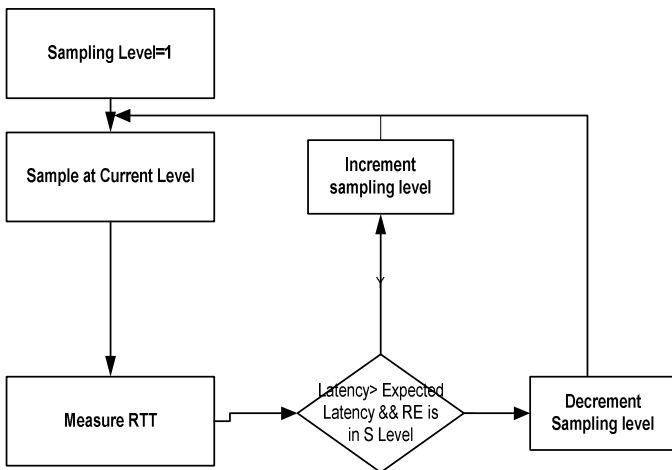 Sampling Level=1
Sample at Current Level
Increment
sampling level
Y
Latency> Expected
Latency && RE is
in S Level
Measure RTT
Decrement
Sampling level